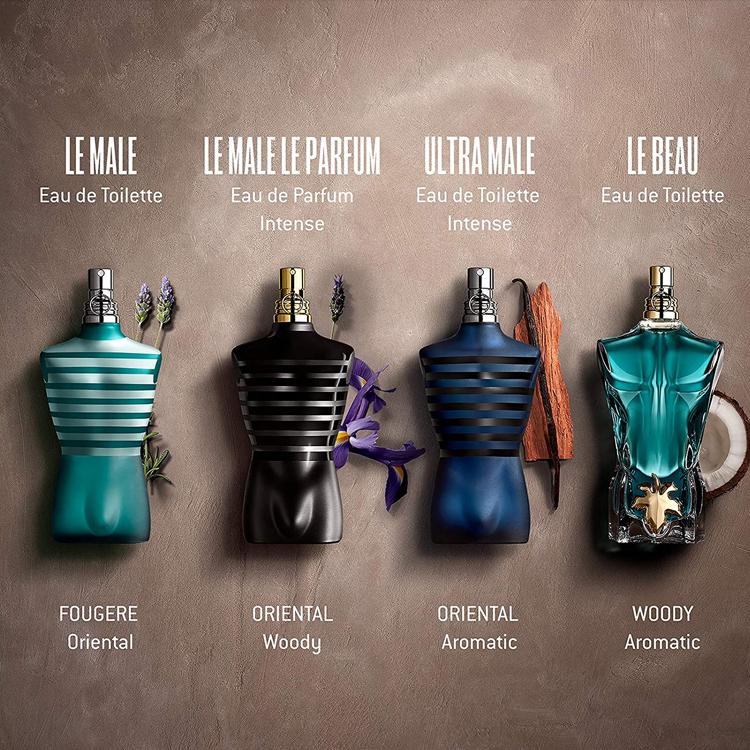 LE MALE
Eau de Toilette
LE MALE LE PARFUM
Eau de Parfum
Intense
ULTRA MALE
Eau de Toilette
Intense
LE BEAU
Eau de Toilette
FOUGERE
Oriental
ORIENTAL
Woody
ORIENTAL
Aromatic
WOODY
Aromatic